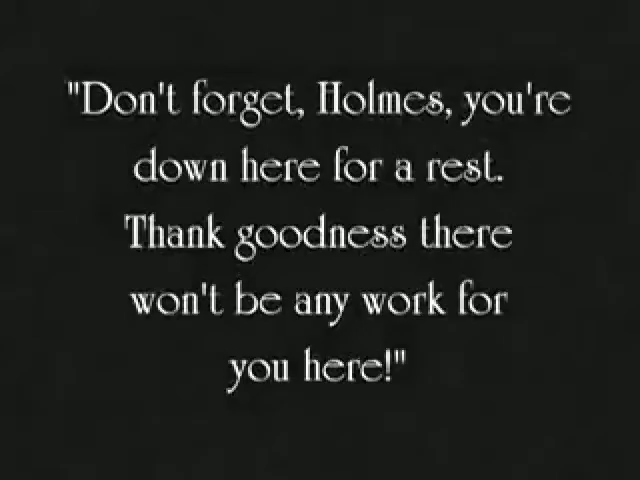 "Don't forget, Holmes, you're
down here for a rest.
Thank goodness there
won't be any work for
you here!"